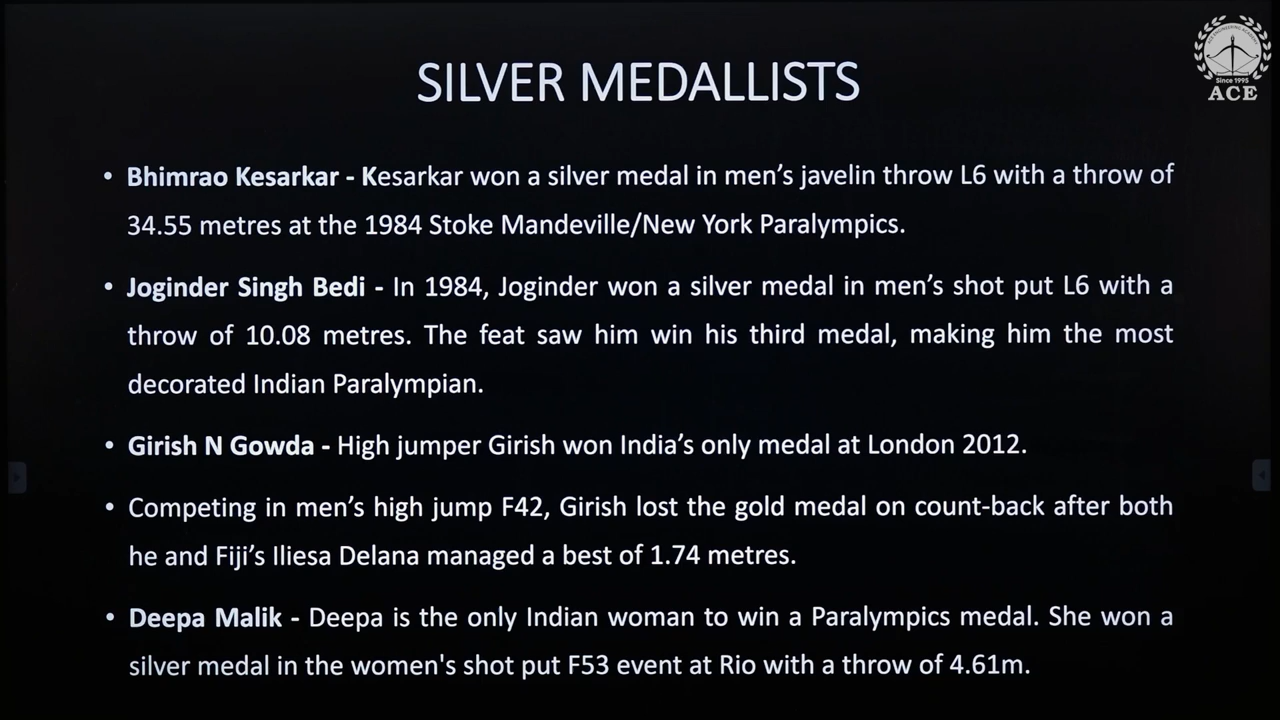 SILVER MEDALLISTS
Since 1995
ACE
• Bhimrao Kesarkar - Kesarkar won a silver medal in men’s javelin throw L6 with a throw of
34.55 metres at the 1984 Stoke Mandeville/New York Paralympics.
• Joginder Singh Bedi - In 1984, Joginder won a silver medal in men’s shot put L6 with a
throw of 10.08 metres. The feat saw him win his third medal, making him the most
decorated Indian Paralympian.
• Girish N Gowda - High jumper Girish won India’s only medal at London 2012.
• Competing in men’s high jump F42, Girish lost the gold medal on count-back after both
he and Fiji’s Iliesa Delana managed a best of 1.74 metres.
• Deepa Malik - Deepa is the only Indian woman to win a Paralympics medal. She won a
silver medal in the women's shot put F53 event at Rio with a throw of 4.61m.